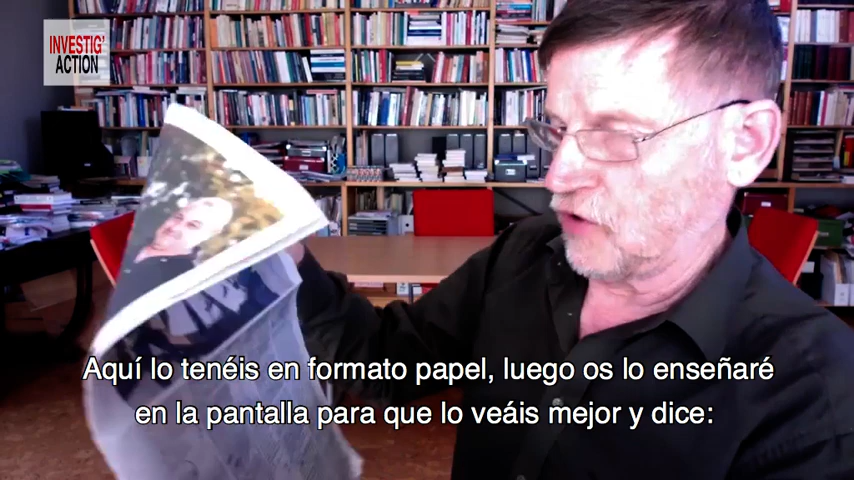 INVESTIG'
ACTION
Aquí lo tenéis en formato papel, luego os lo enseñaré
en la pantalla para que lo veáis mejor y dice: